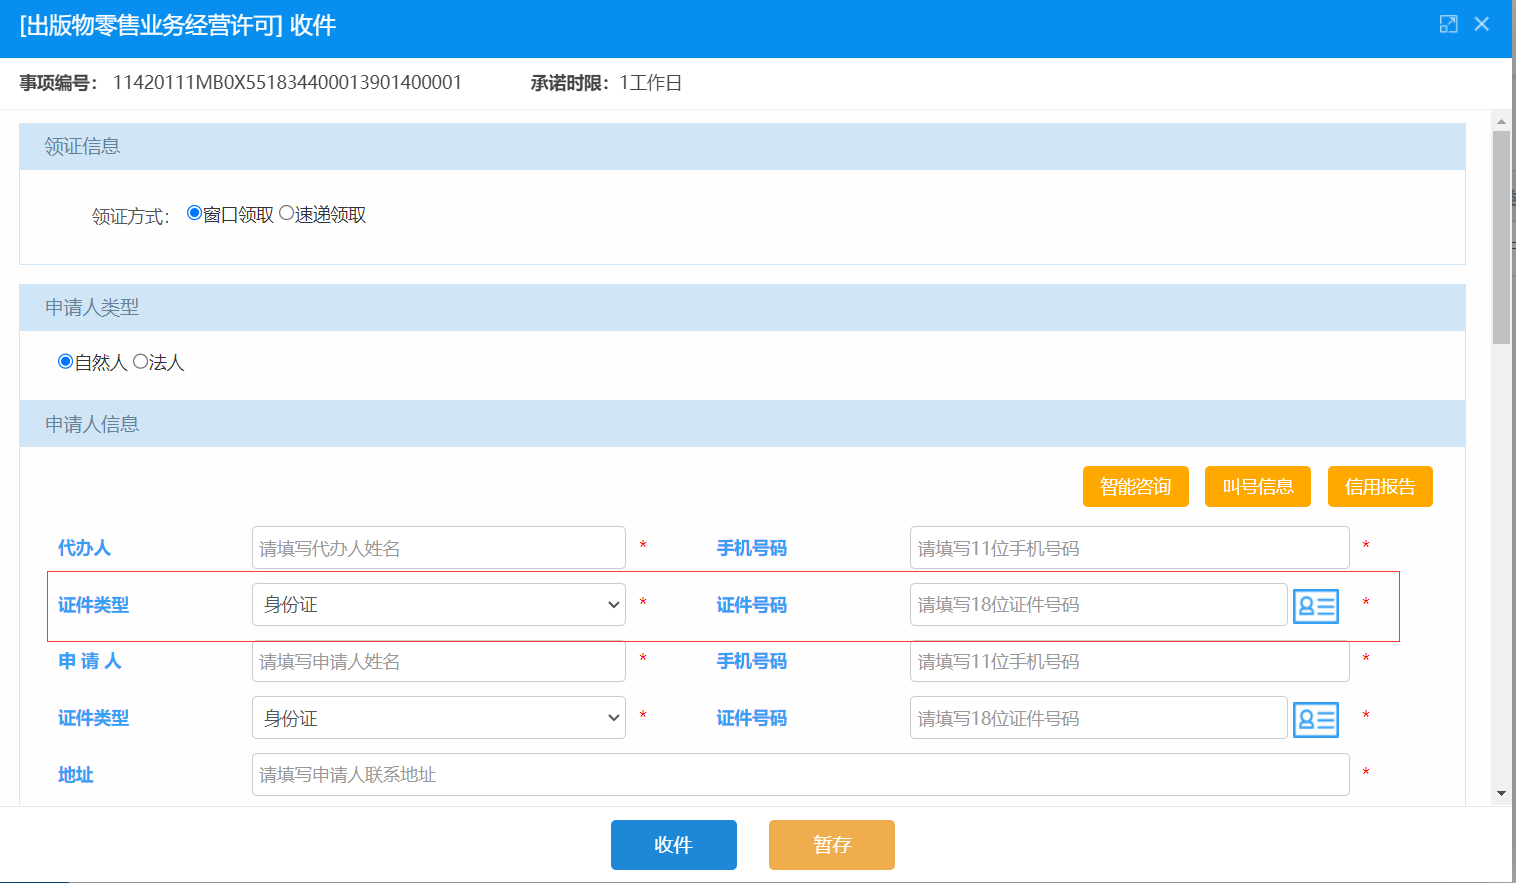 [出版物零售业务经营许可] 收件
事项编号： 11420111MB0X551834400013901400001 承诺时限：1工作日
领证信息
领证方式： 窗口领取 速递领取
申请人类型
自然人 法人
申请人信息
智能咨询 叫号信息 信用报告
代办人 请填写代办人姓名 * 手机号码 请填写11位手机号码 *
证件类型 身份证 * 证件号码 请填写18位证件号码 *
申 请 人 请填写申请人姓名 * 手机号码 请填写11位手机号码 *
证件类型 身份证 * 证件号码 请填写18位证件号码 *
地址 请填写申请人联系地址 *
收件 暂存